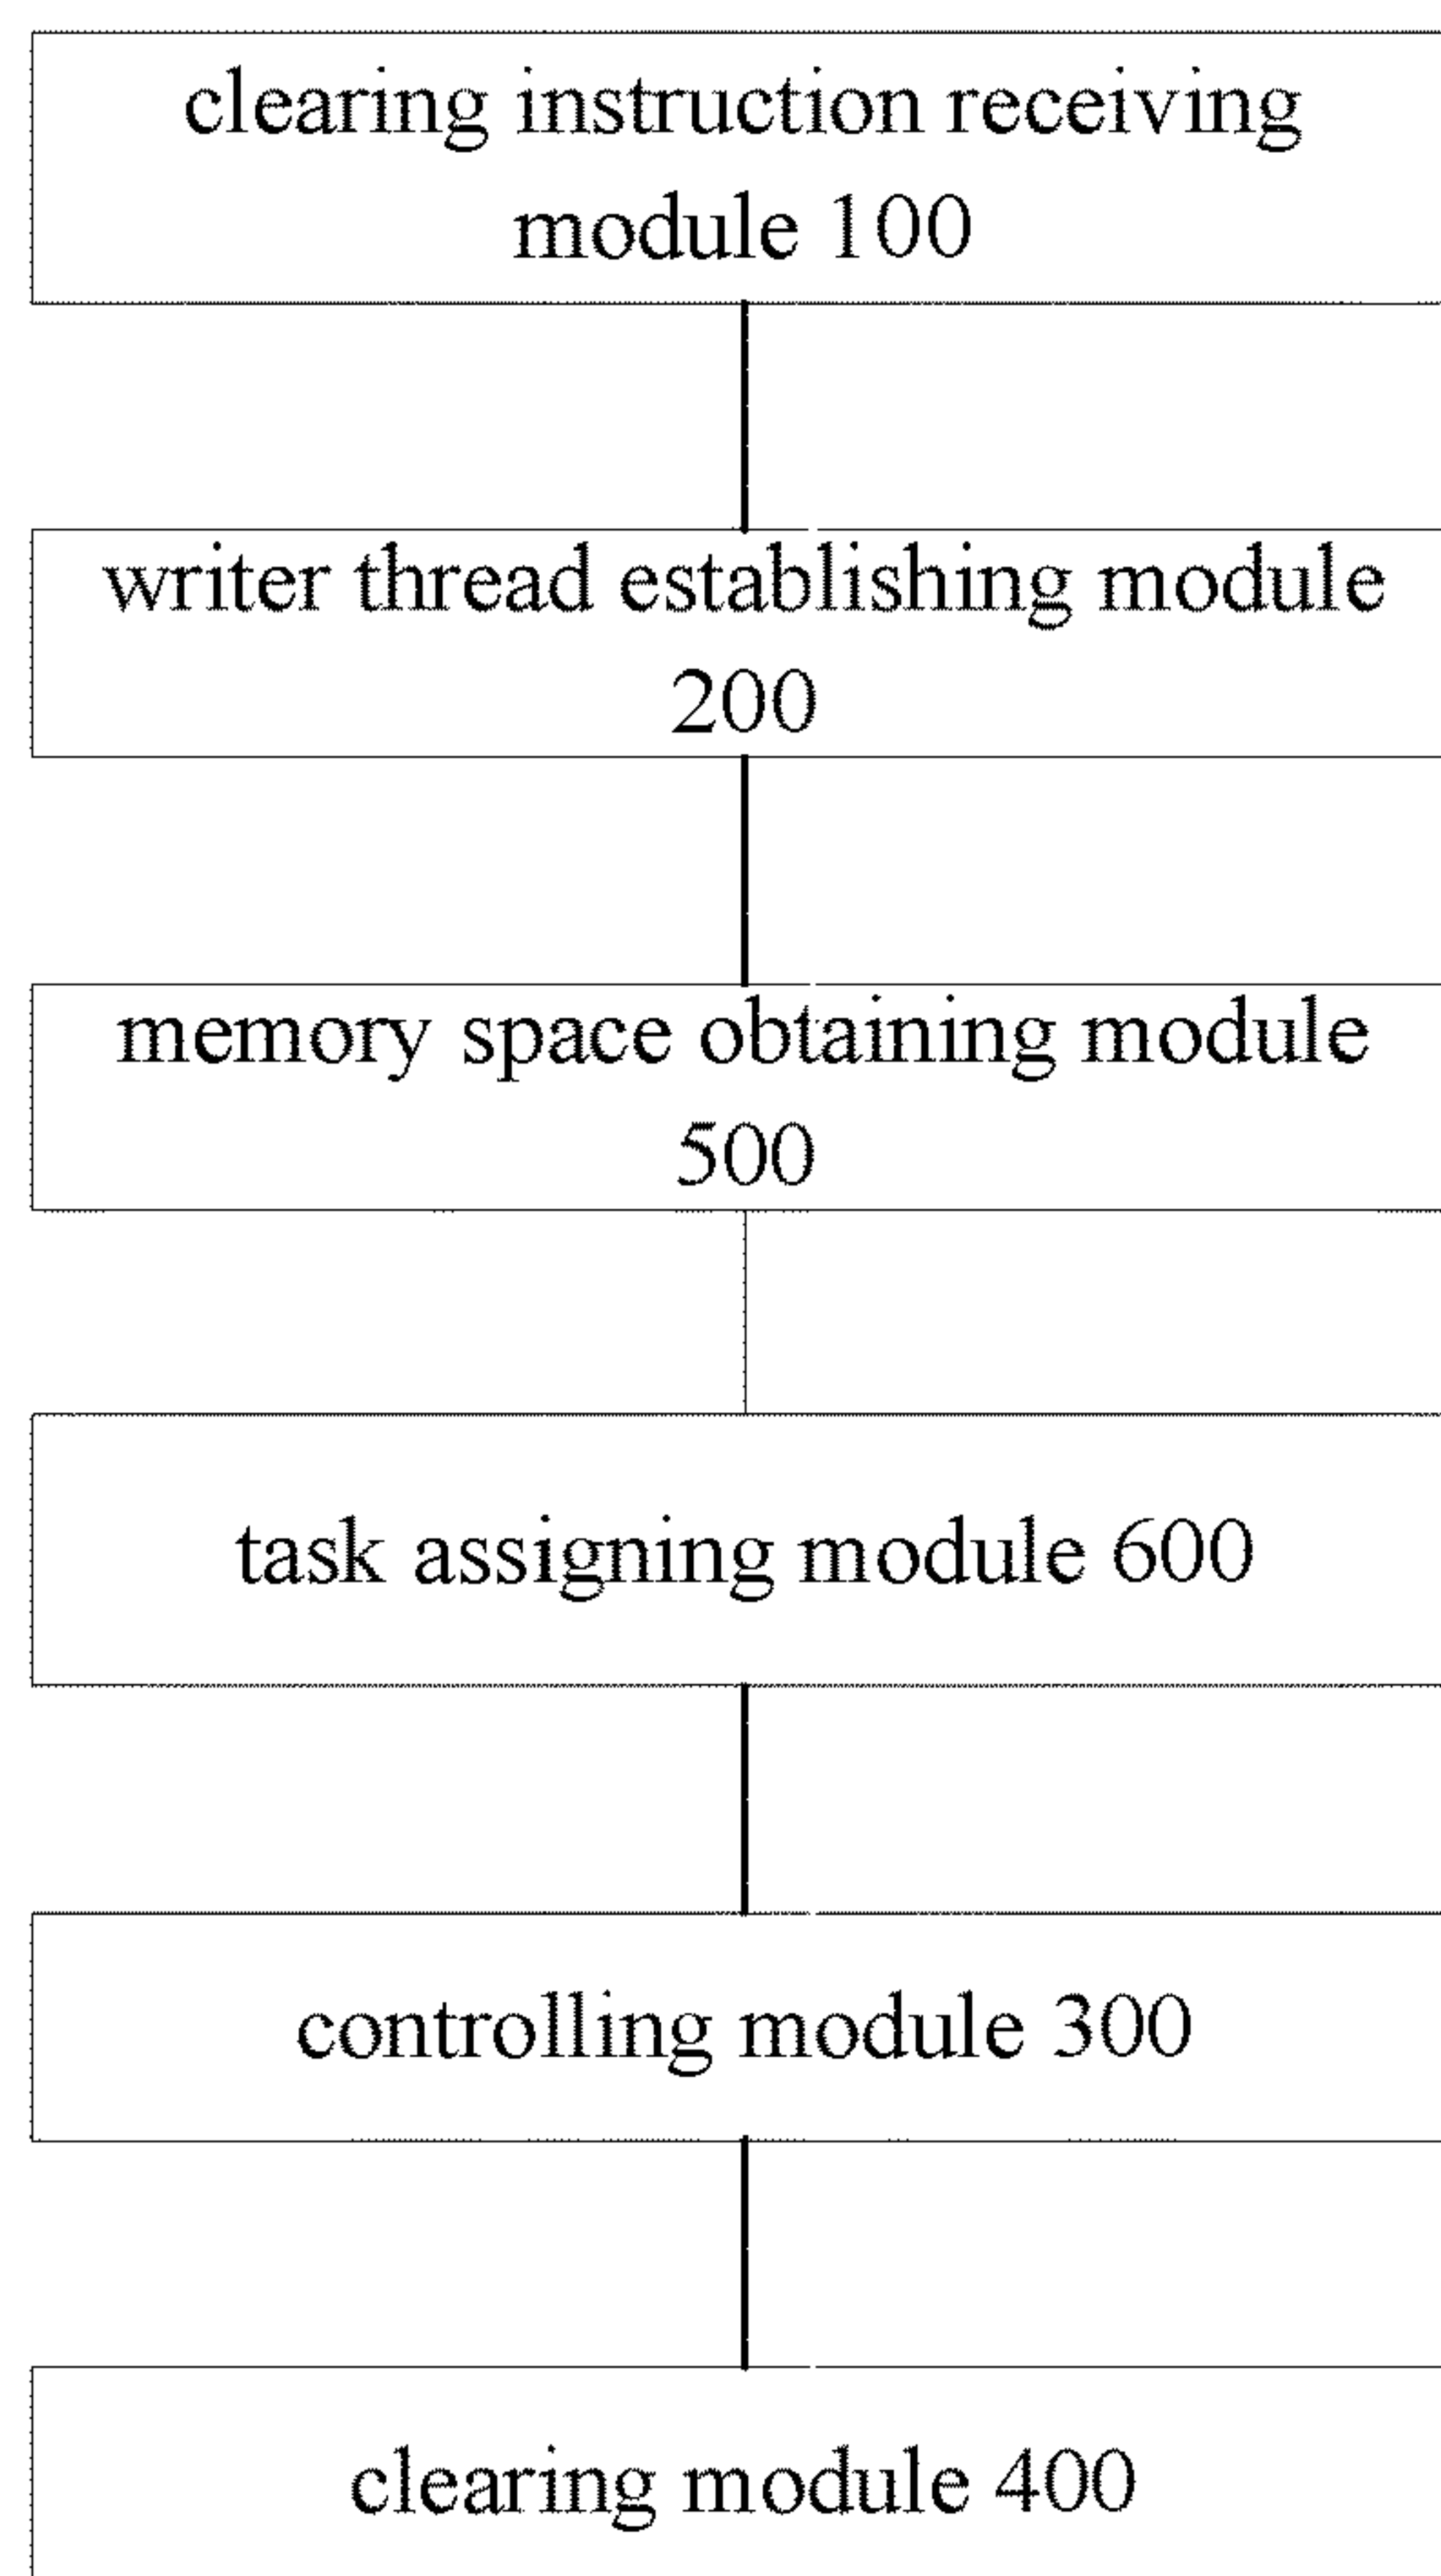 clearing instruction receiving
module 100
writer thread establishing module
200
memory space obtaining module
500
task assigning module 600
controlling module 300
clearing module 400